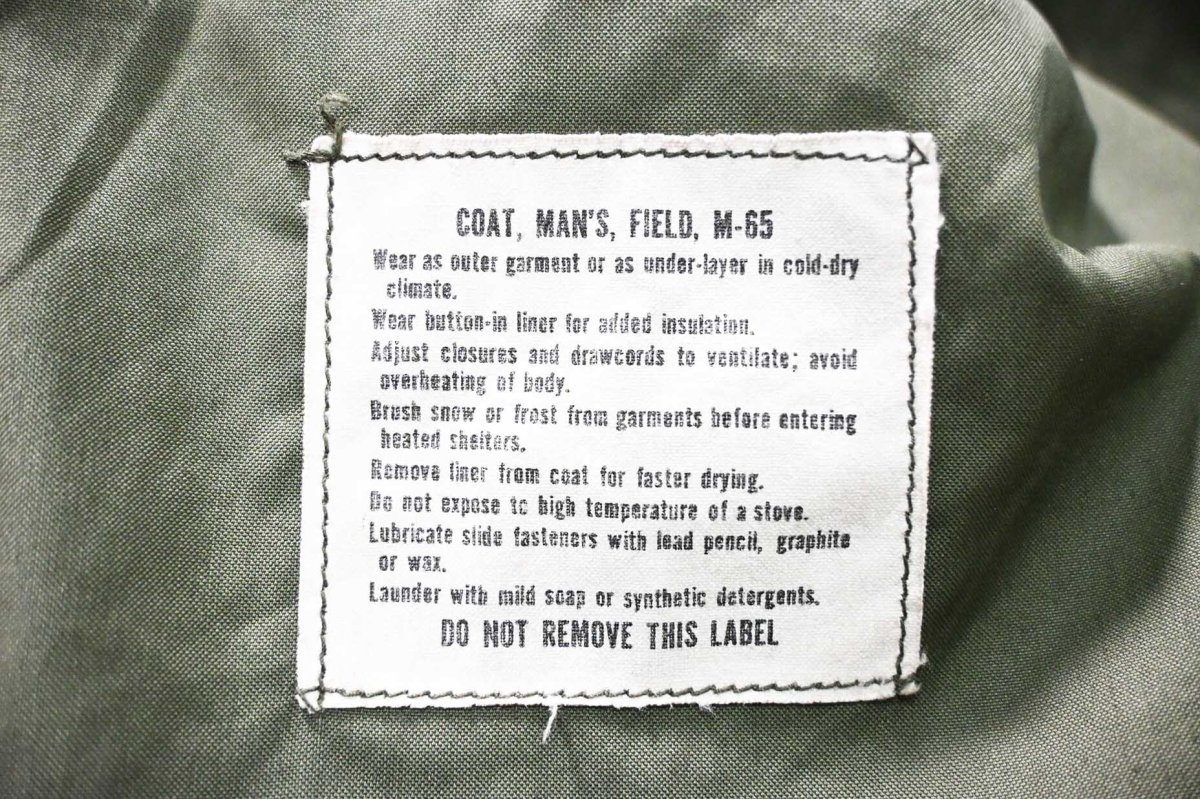 COAT, MAN'S, FIELD, M-65
Wear as outer garment or as under-layer in cold-dry
climate.
Wear button-in liner for added insulation.
Adjust closures and drawcords to ventilate; avoid
overheating of body.
Brush snow or frost from garments before entering
heated shelters.
Remove liner from coat for faster drying.
Do not expose to high temperature of a stove.
Lubricate slide fasteners with lead pencil, graphite
or wax.
Launder with mild soap or synthetic detergents.
DO NOT REMOVE THIS LABEL